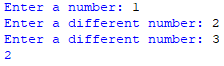 Enter a number: 1
Enter a different number: 2
Enter a different number: 3
2